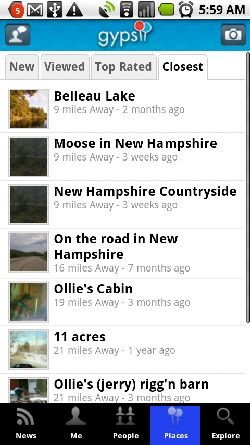 5 5:59 AM
gypsii
New Viewed Top Rated Closest
Belleau Lake
9 miles Away - 2 months ago
Moose in New Hampshire
9 miles Away - 3 weeks ago
New Hampshire Countryside
9 miles Away - 3 weeks ago
On the road in New
Hampshire
16 miles Away - 7 months ago
Ollie's Cabin
19 miles Away - 3 months ago
11 acres
21 miles Away - 1 year ago
Ollie's (jerry) rigg'n barn
21 miles Away - 3 months ago
News Me People Places Explore